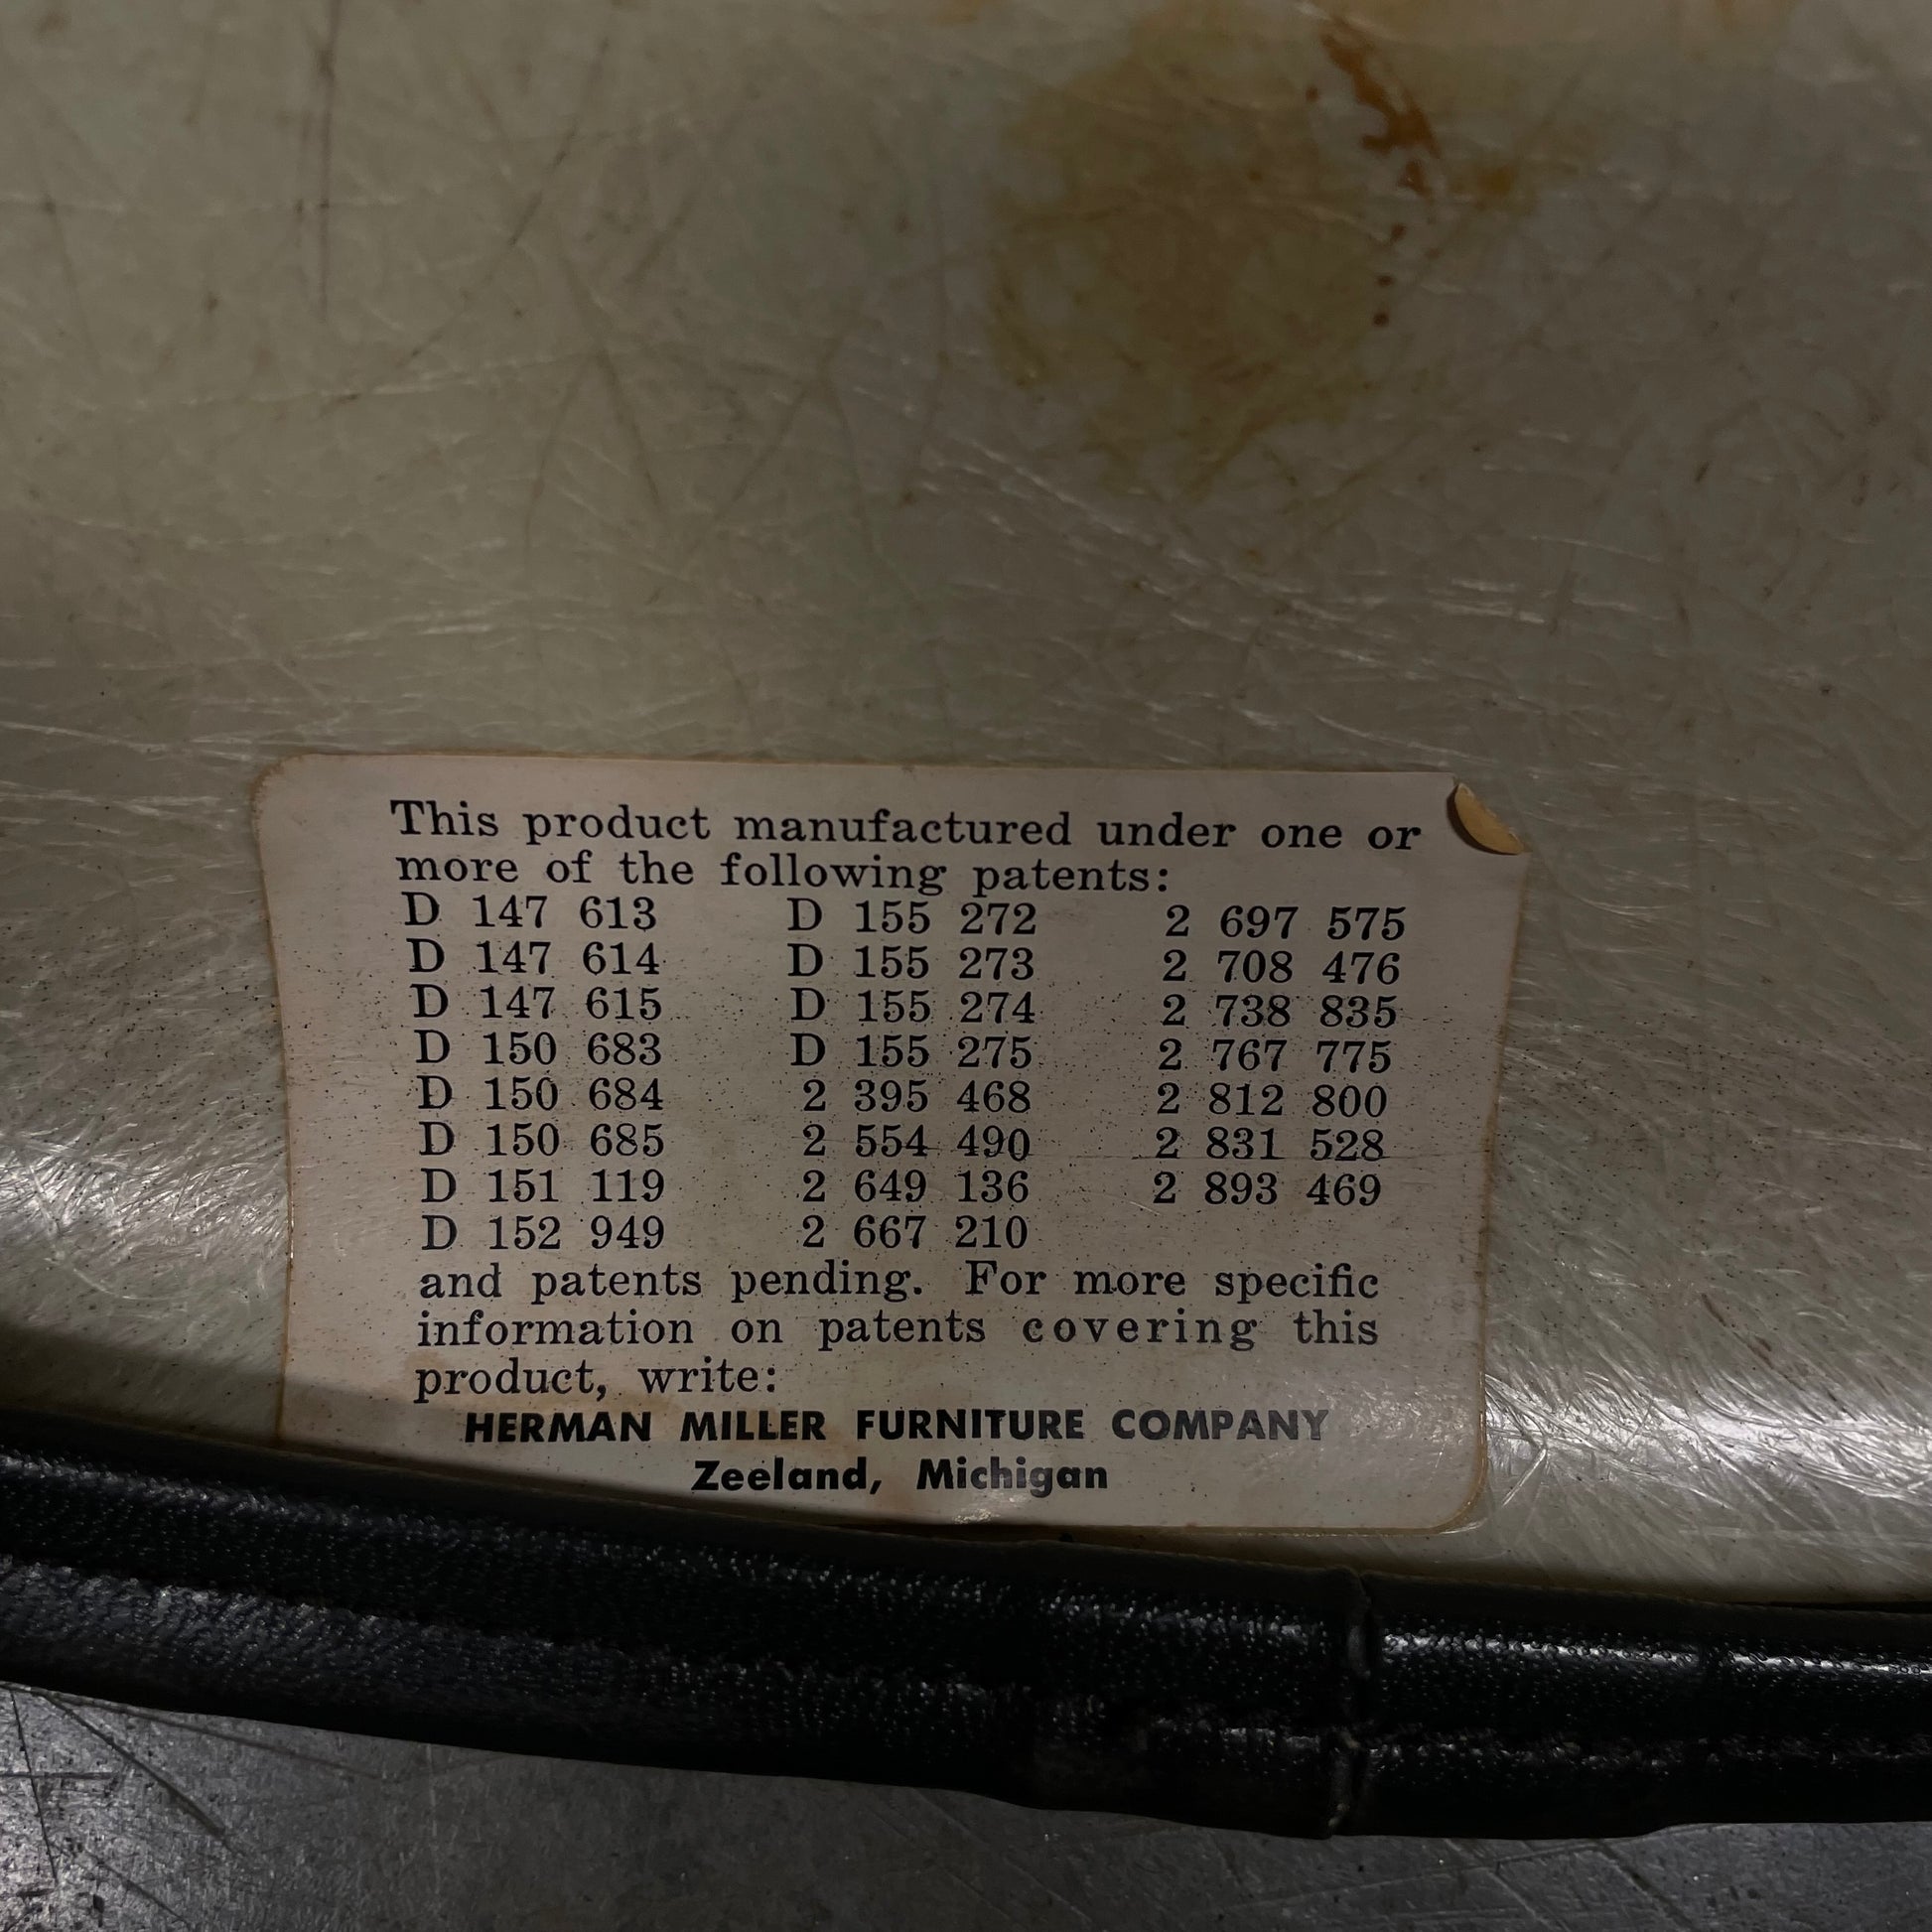 This product manufactured under one or
more of the following patents:
D 147 613 D 155 272 2 697 575
D 147 614 D 155 273 2 708 476
D 147 615 D 155 274 2 738 835
D 150 683 D 155 275 2 767 775
D 150 684 2 395 468 2 812 800
D 150 685 2 554 490 2 831 528
D 151 119 2 649 136 2 893 469
D 152 949 2 667 210
and patents pending. For more specific
information on patents covering this
product, write:
HERMAN MILLER FURNITURE COMPANY
Zeeland, Michigan